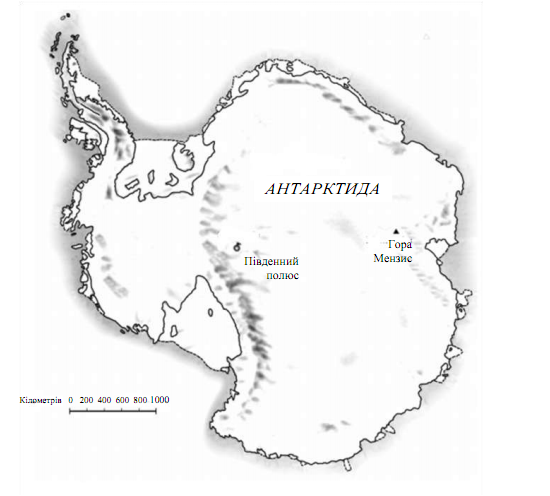 АНТАРКТИДА
Гора
Мензис
Південний
полюс
Кілометрів 0 200 400 600 800 1000